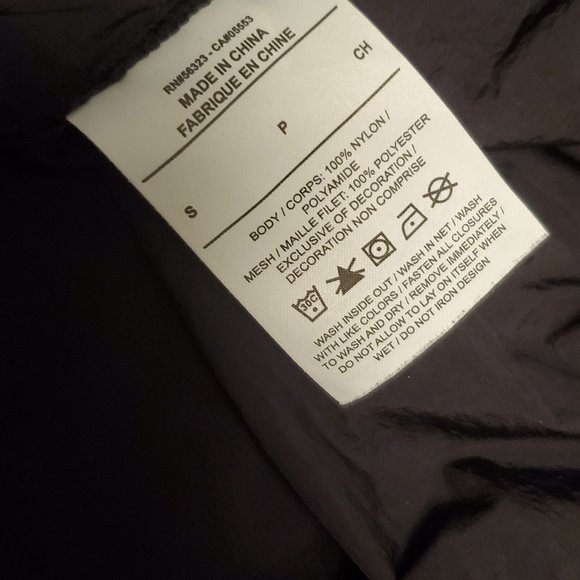 RN#56323 - CA#05553
MADE IN CHINA
FABRIQUE EN CHINE
S P CH
BODY / CORPS: 100% NYLON /
POLYAMIDE
MESH / MAILLE FILET: 100% POLYESTER
EXCLUSIVE OF DECORATION /
DECORATION NON COMPRISE
30C
WASH INSIDE OUT / WASH IN NET / WASH
WITH LIKE COLORS / FASTEN ALL CLOSURES
TO WASH AND DRY / REMOVE IMMEDIATELY /
DO NOT ALLOW TO LAY ON ITSELF WHEN
WET / DO NOT IRON DESIGN